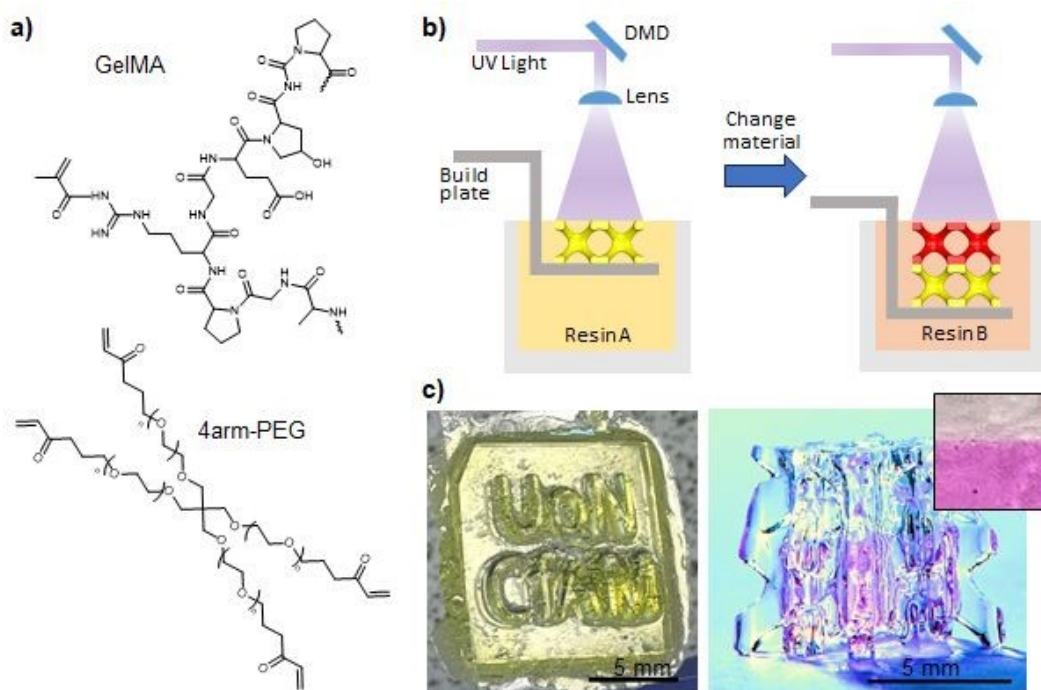 a)
GelMA
4arm-PEG
b)
UV Light
DMD
Lens
Build
plate
Resin A
Change
material
Resin B
c)
UoN
CfAM
5 mm
5 mm